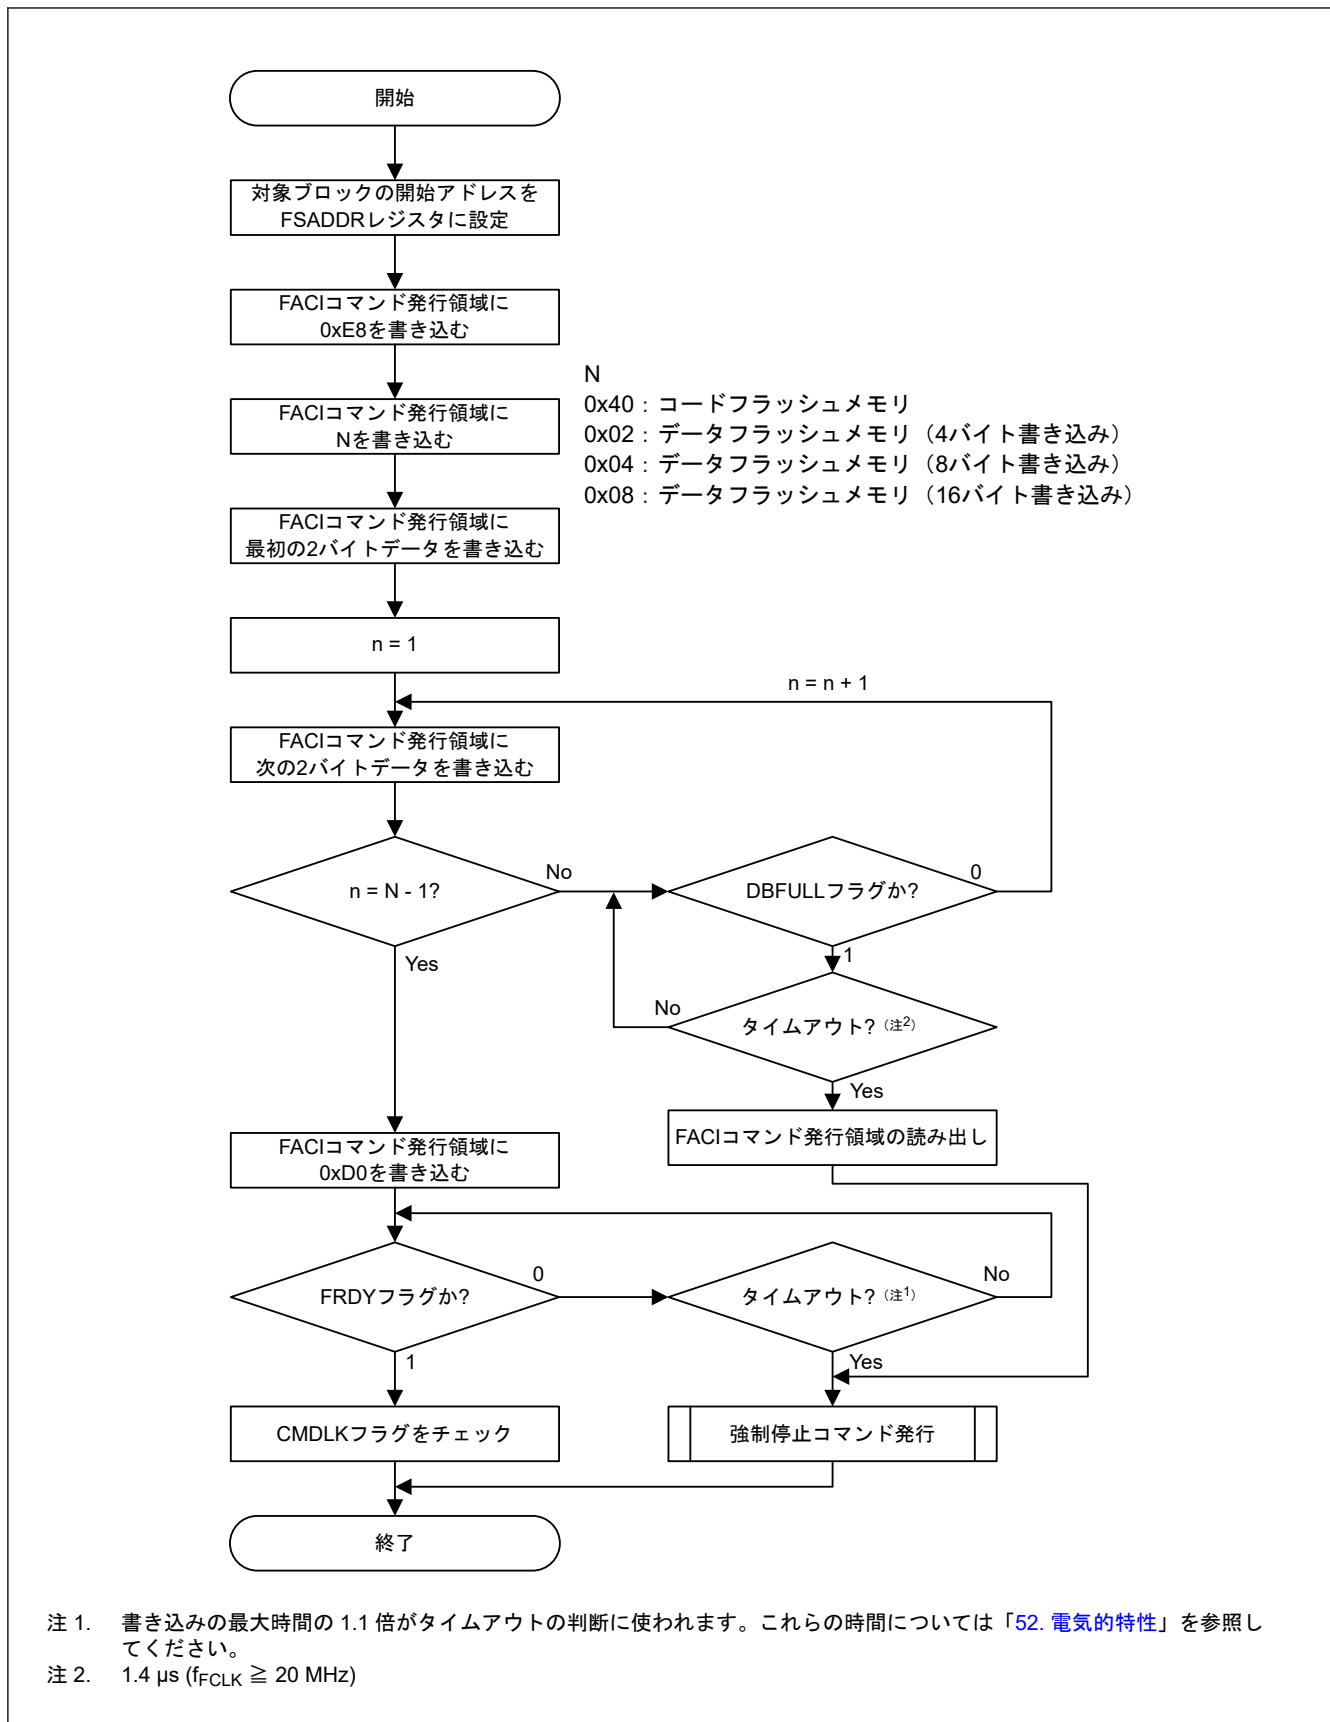 開始
対象ブロックの開始アドレスを
FSADDRレジスタに設定
FACIコマンド発行領域に
0xE8を書き込む
FACIコマンド発行領域に
Nを書き込む
N
0x40：コードフラッシュメモリ
0x02：データフラッシュメモリ（4バイト書き込み）
0x04：データフラッシュメモリ（8バイト書き込み）
0x08：データフラッシュメモリ（16バイト書き込み）
FACIコマンド発行領域に
最初の2バイトデータを書き込む
n = 1
n = n + 1
FACIコマンド発行領域に
次の2バイトデータを書き込む
n = N - 1?
No
DBFULLフラグか?
0
Yes
1
No
タイムアウト?（注2）
Yes
FACIコマンド発行領域の読み出し
FACIコマンド発行領域に
0xD0を書き込む
FRDYフラグか?
0
タイムアウト?（注1）
No
1
Yes
CMDLKフラグをチェック
強制停止コマンド発行
終了
注 1. 書き込みの最大時間の 1.1 倍がタイムアウトの判断に使われます。これらの時間については「52. 電気的特性」を参照し
てください。
注 2. 1.4 µs (fFCLK ≧ 20 MHz)